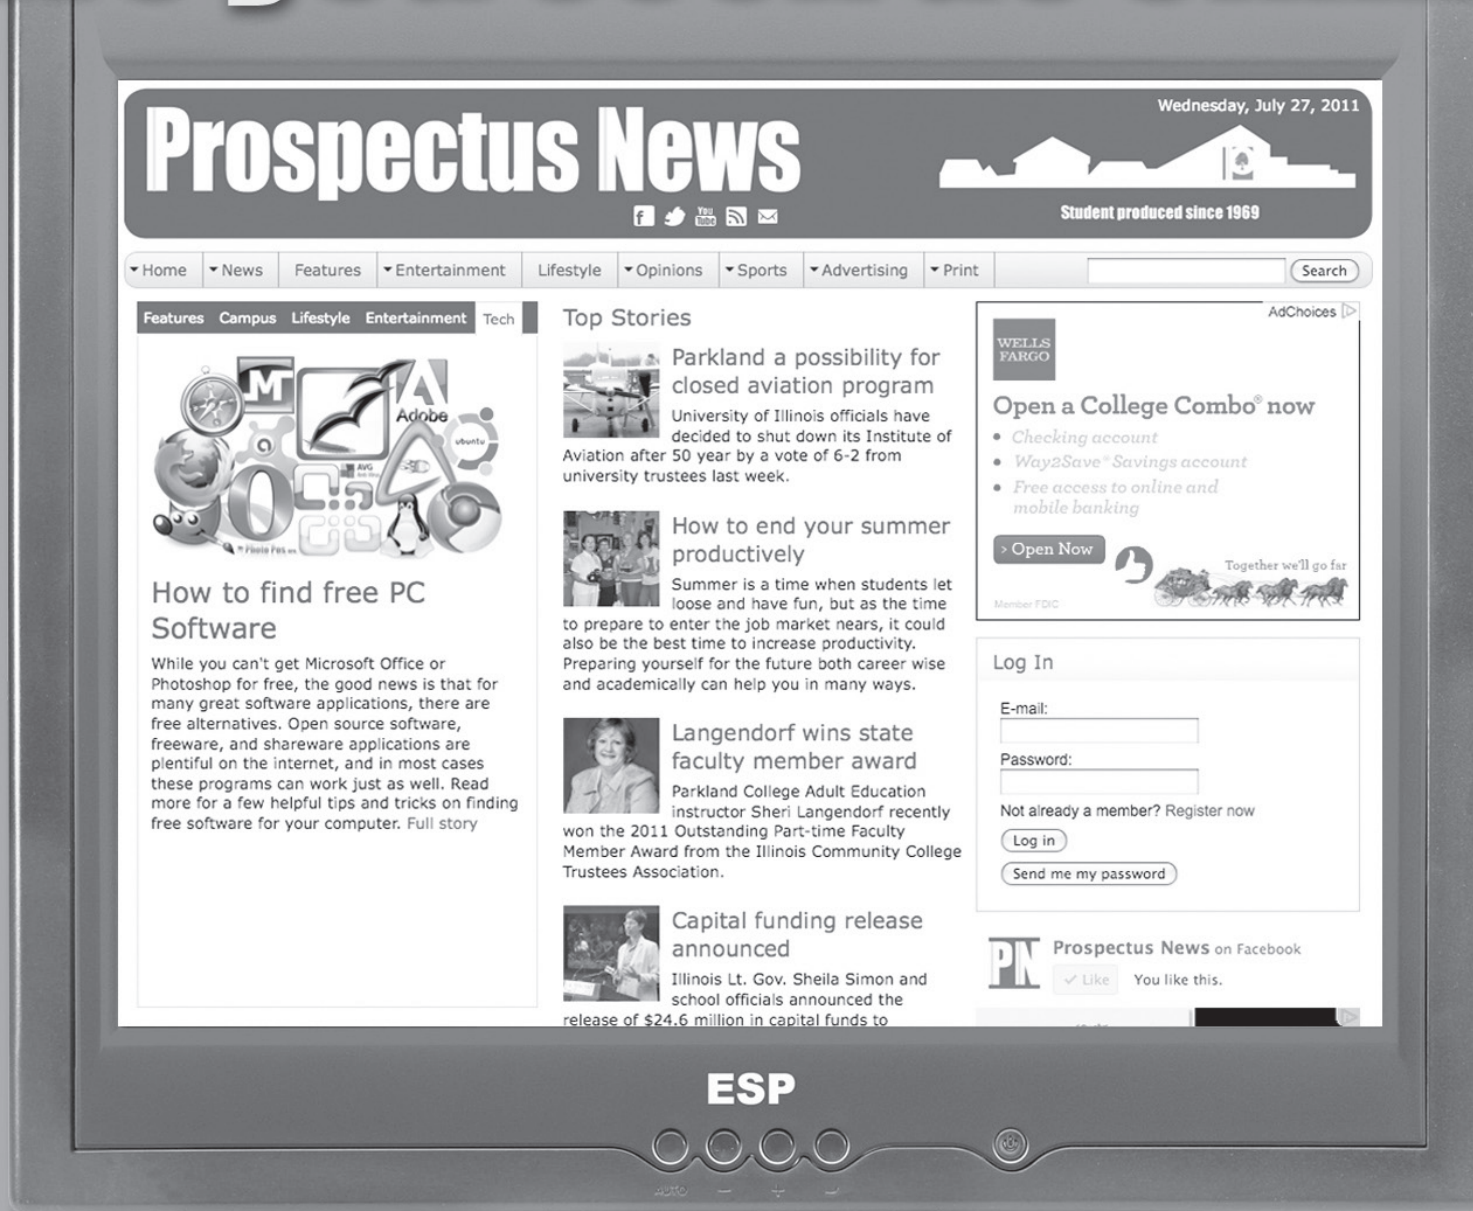 Wednesday, July 27, 2011
Prospectus News
You
Tube
Student produced since 1969
Home News Features Entertainment Lifestyle Opinions Sports Advertising Print Search
Features Campus Lifestyle Entertainment Tech
Adobe
ubuntu
AVG
Photo Pos
How to find free PC
Software
While you can't get Microsoft Office or
Photoshop for free, the good news is that for
many great software applications, there are
free alternatives. Open source software,
freeware, and shareware applications are
plentiful on the internet, and in most cases
these programs can work just as well. Read
more for a few helpful tips and tricks on finding
free software for your computer. Full story
Top Stories
Parkland a possibility for
closed aviation program
University of Illinois officials have
decided to shut down its Institute of
Aviation after 50 year by a vote of 6-2 from
university trustees last week.
How to end your summer
productively
Summer is a time when students let
loose and have fun, but as the time
to prepare to enter the job market nears, it could
also be the best time to increase productivity.
Preparing yourself for the future both career wise
and academically can help you in many ways.
Langendorf wins state
faculty member award
Parkland College Adult Education
instructor Sheri Langendorf recently
won the 2011 Outstanding Part-time Faculty
Member Award from the Illinois Community College
Trustees Association.
Capital funding release
announced
Illinois Lt. Gov. Sheila Simon and
school officials announced the
release of $24.6 million in capital funds to
AdChoices
WELLS
FARGO
Open a College Combo® now
• Checking account
• Way2Save® Savings account
• Free access to online and
mobile banking
› Open Now
Together we'll go far
Member FDIC
Log In
E-mail:
Password:
Not already a member? Register now
Log in
Send me my password
PN
Prospectus News on Facebook
Like You like this.
ESP
AUTO − +